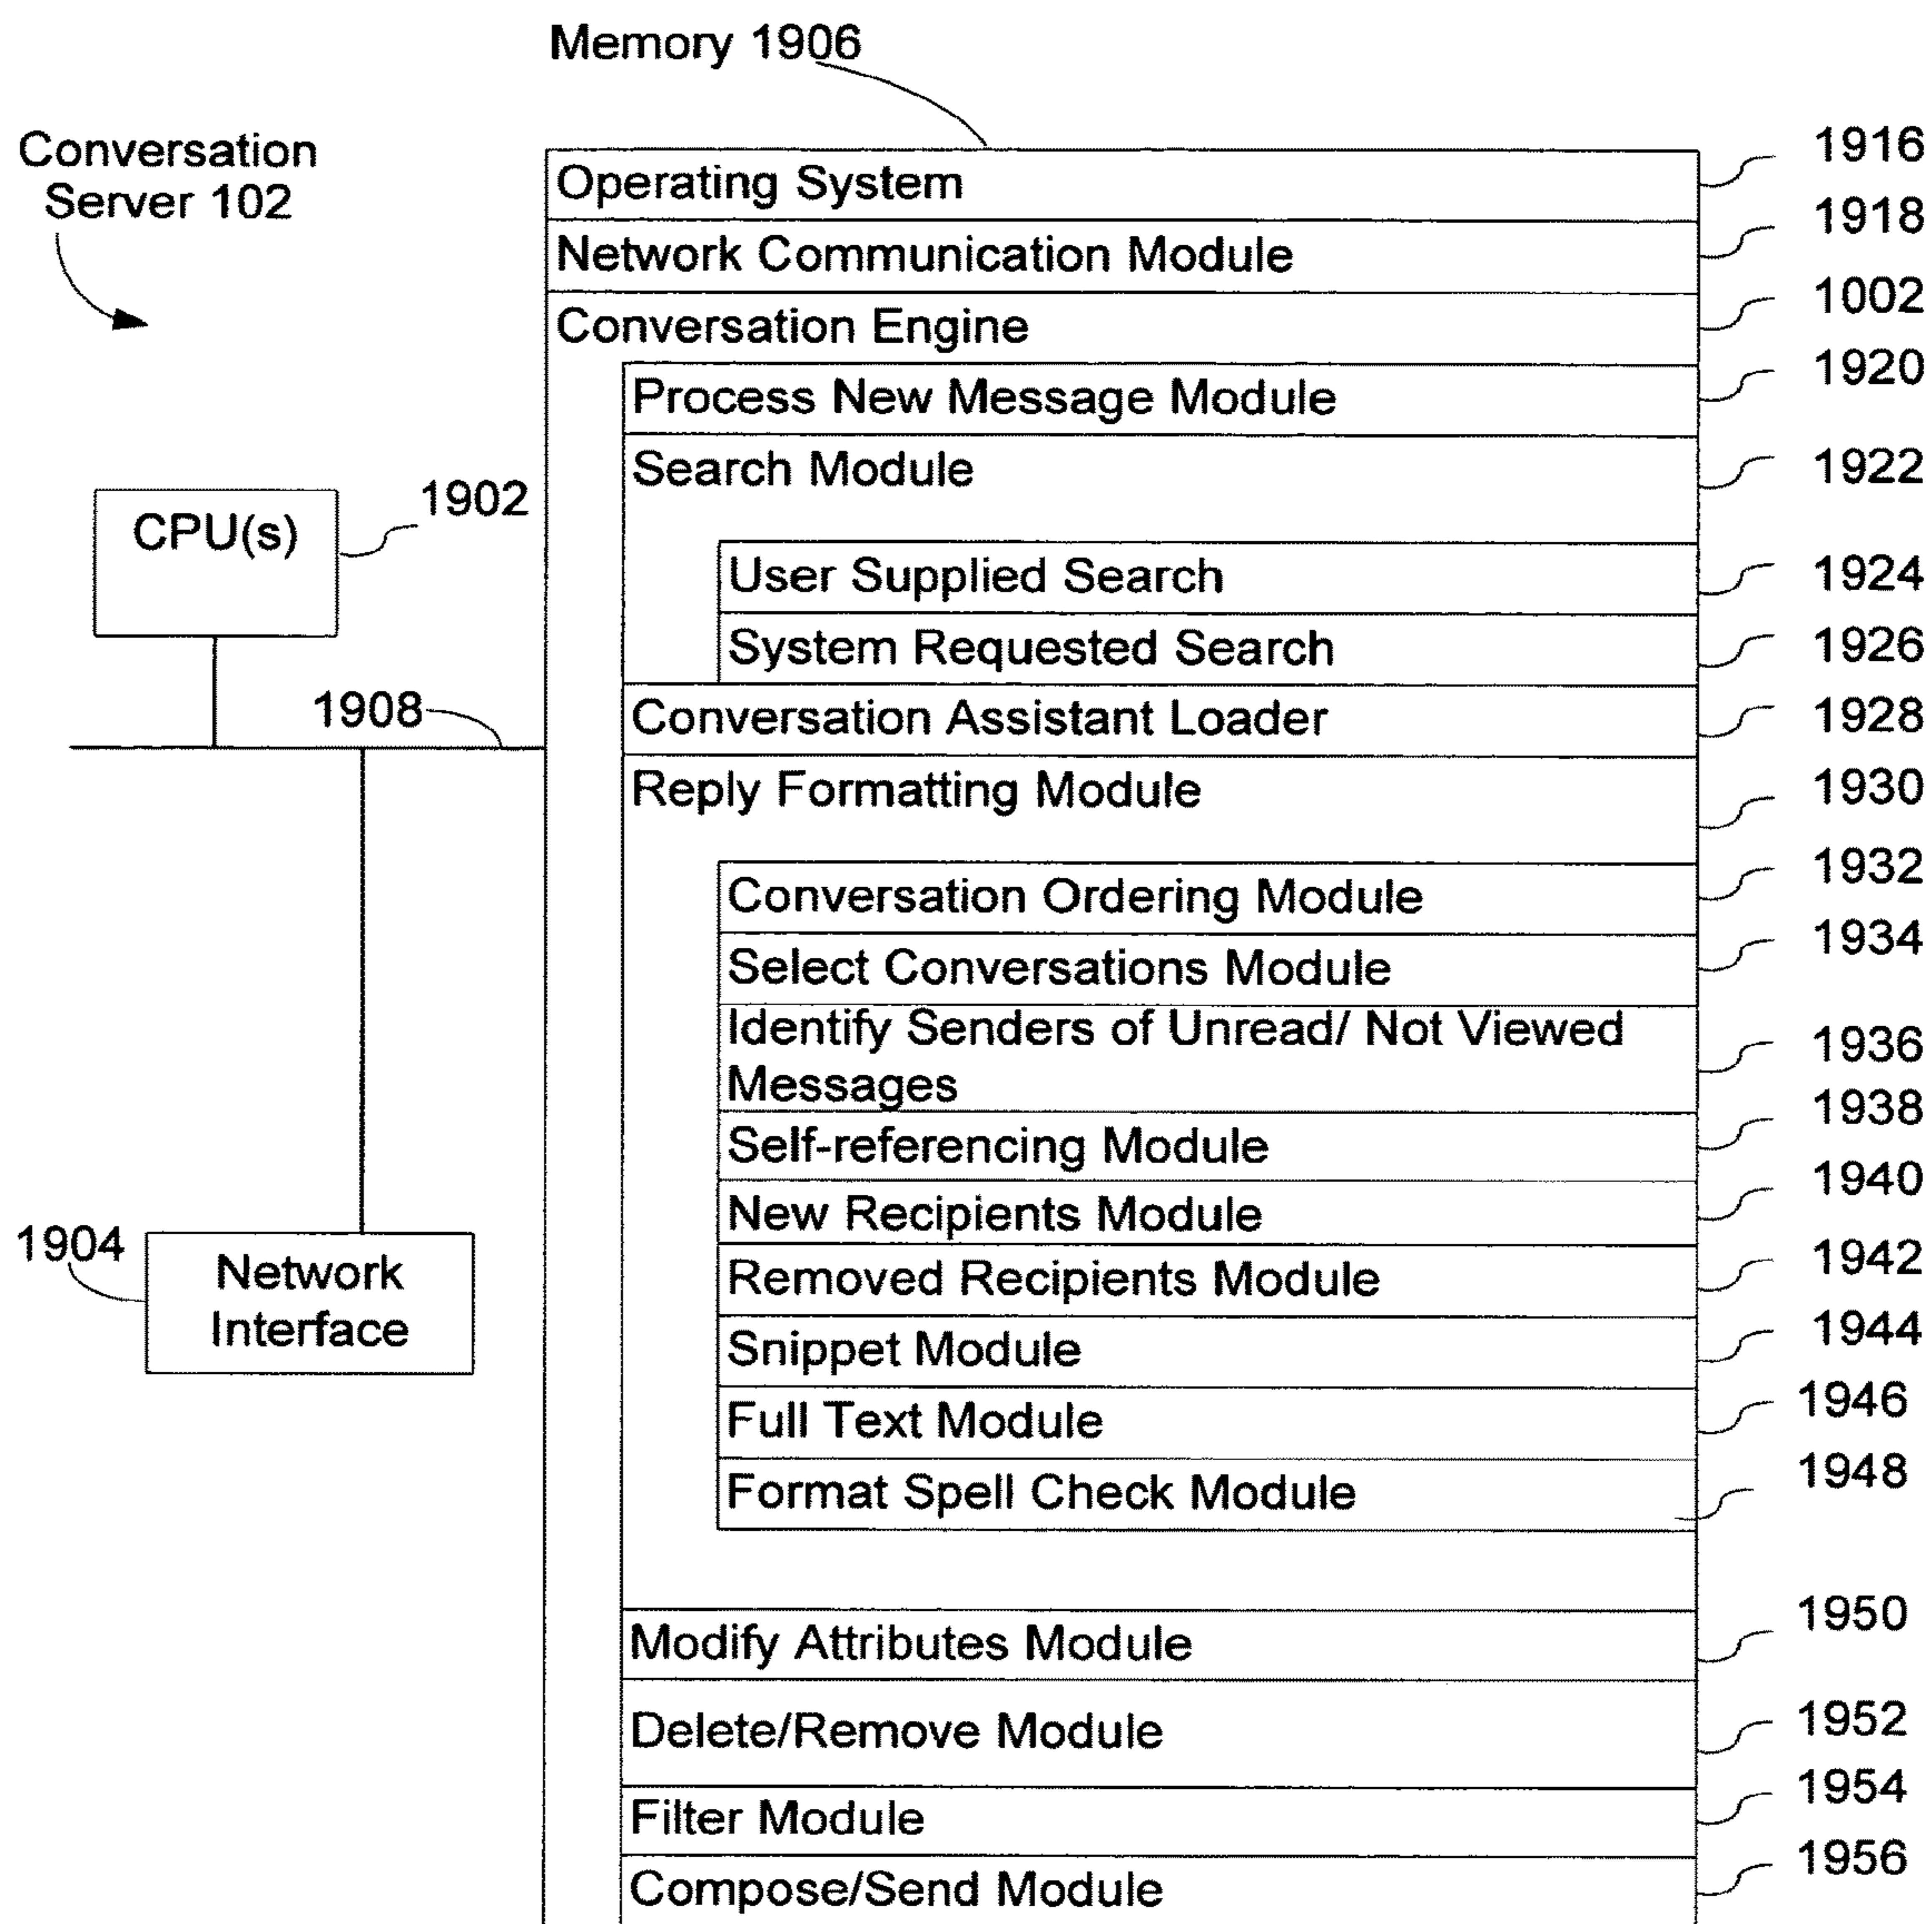 Memory 1906
Conversation
Server 102
Operating System 1916
Network Communication Module 1918
Conversation Engine 1002
Process New Message Module 1920
Search Module 1922
CPU(s) 1902
User Supplied Search 1924
System Requested Search 1926
1908
Conversation Assistant Loader 1928
Reply Formatting Module 1930
Conversation Ordering Module 1932
Select Conversations Module 1934
Identify Senders of Unread/ Not Viewed
Messages 1936
Self-referencing Module 1938
New Recipients Module 1940
1904
Network
Interface
Removed Recipients Module 1942
Snippet Module 1944
Full Text Module 1946
Format Spell Check Module 1948
Modify Attributes Module 1950
Delete/Remove Module 1952
Filter Module 1954
Compose/Send Module 1956